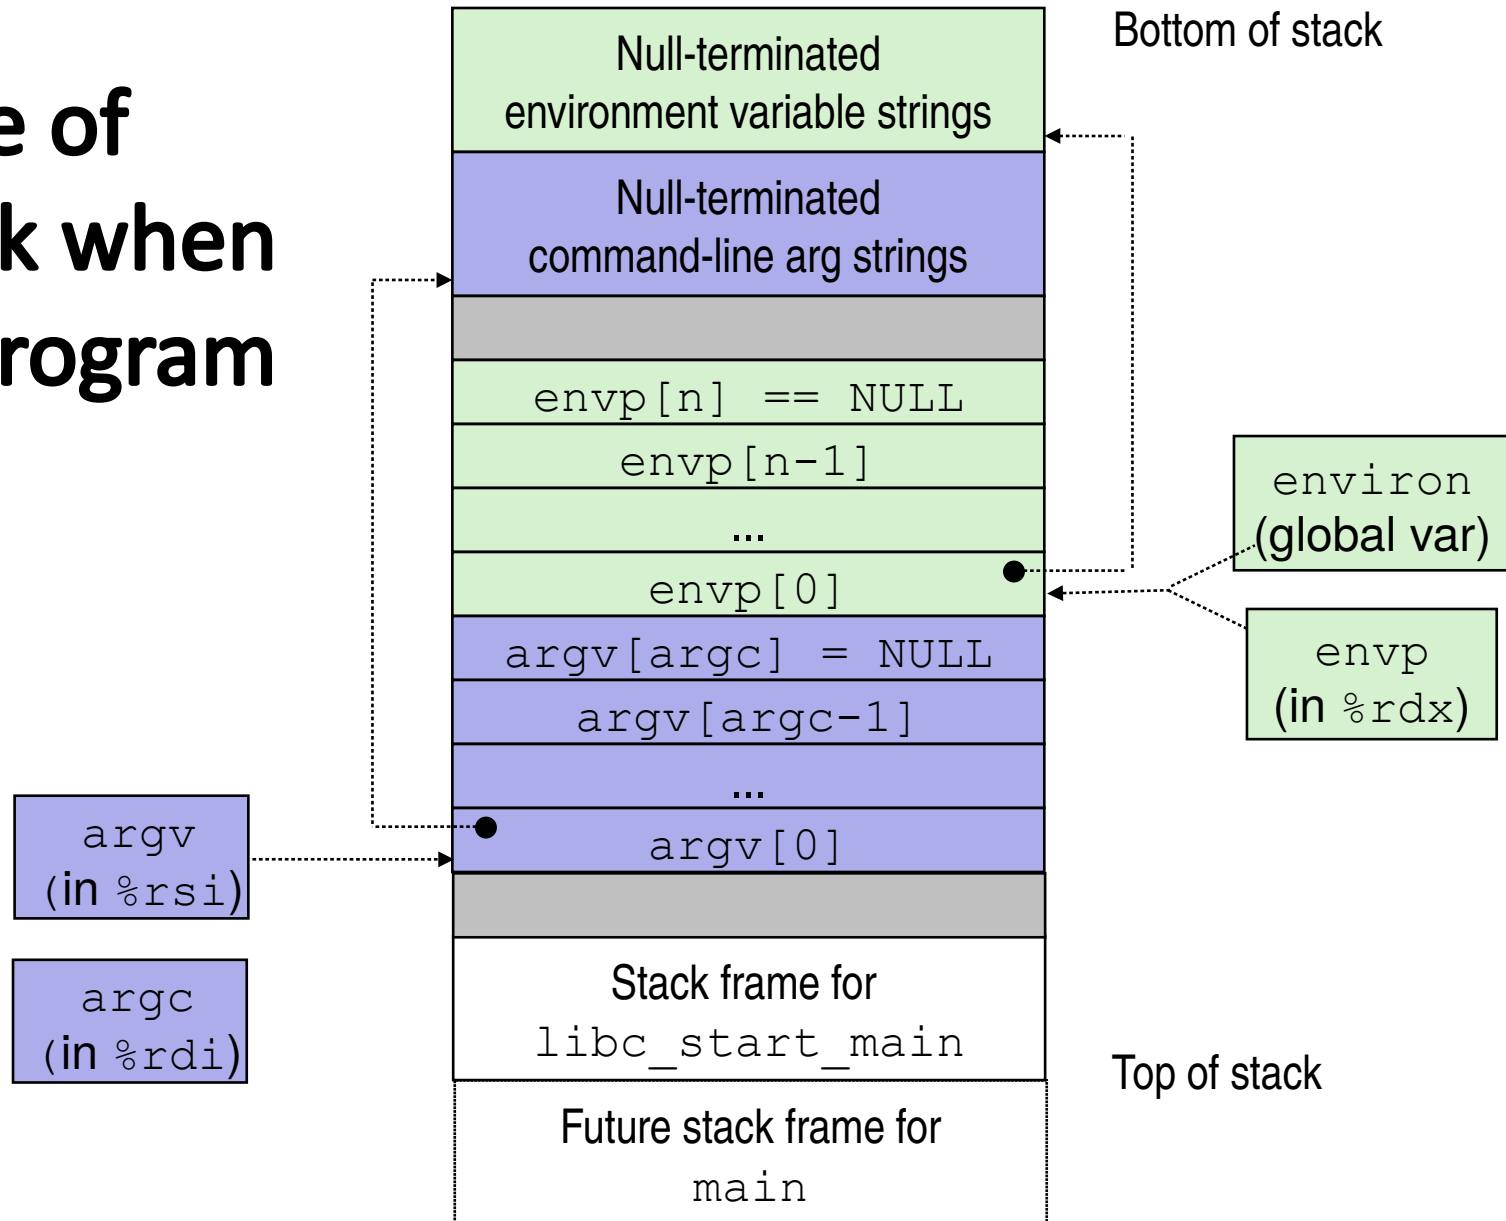 e of
k when
rogram
Bottom of stack
Null-terminated
environment variable strings
Null-terminated
command-line arg strings
envp[n] == NULL
envp[n-1]
...
envp[0]
argv[argc] = NULL
argv[argc-1]
...
argv[0]
environ
(global var)
envp
(in %rdx)
argv
(in %rsi)
argc
(in %rdi)
Stack frame for
libc_start_main
Top of stack
Future stack frame for
main